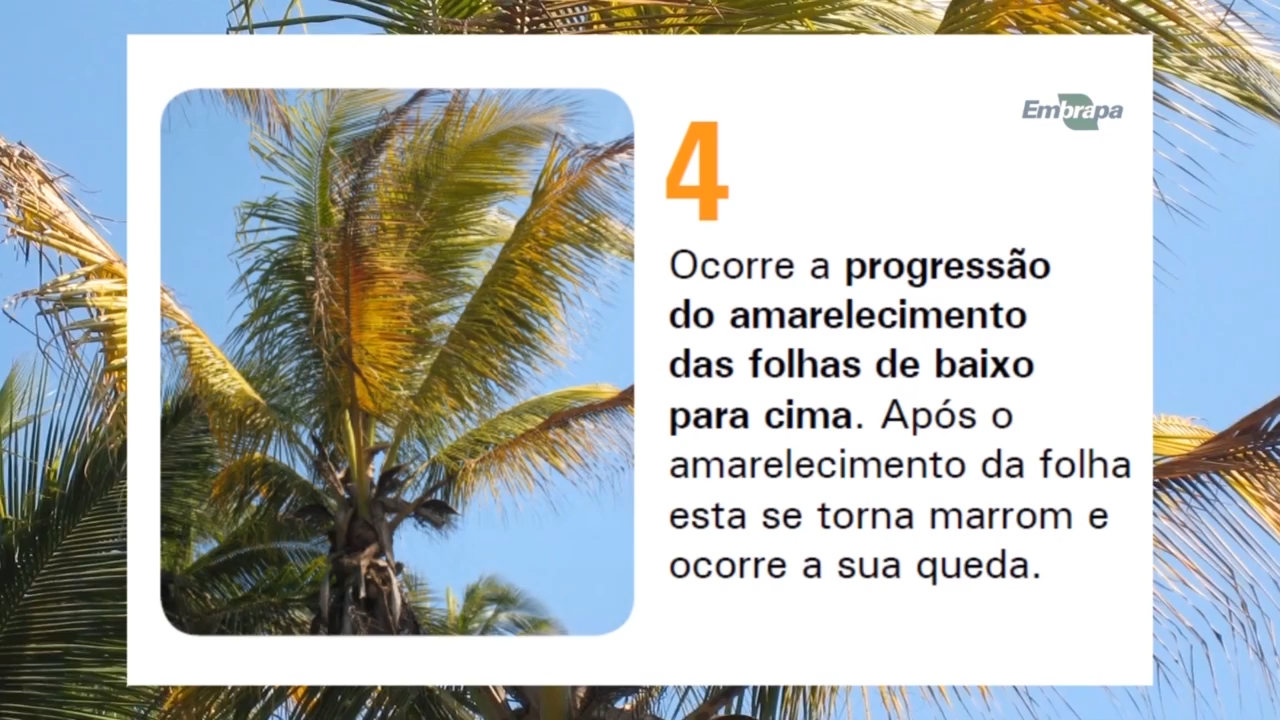 Embrapa
4
Ocorre a progressão
do amarelecimento
das folhas de baixo
para cima. Após o
amarelecimento da folha
esta se torna marrom e
ocorre a sua queda.